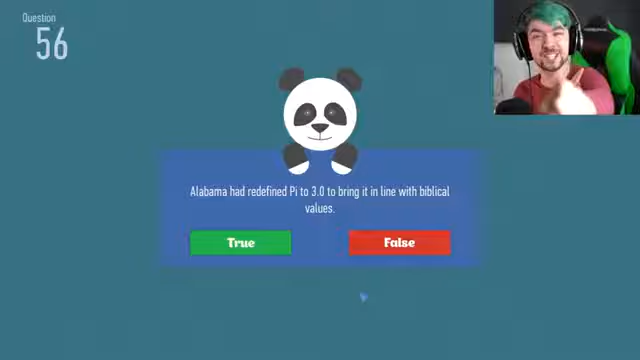 Question
56
Alabama had redefined Pi to 3.0 to bring it in line with biblical
values.
True
False